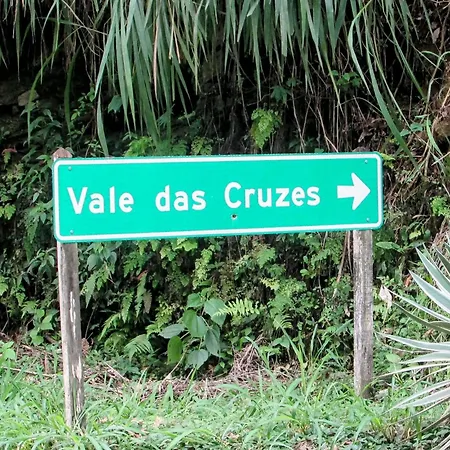 Vale das Cruzes →